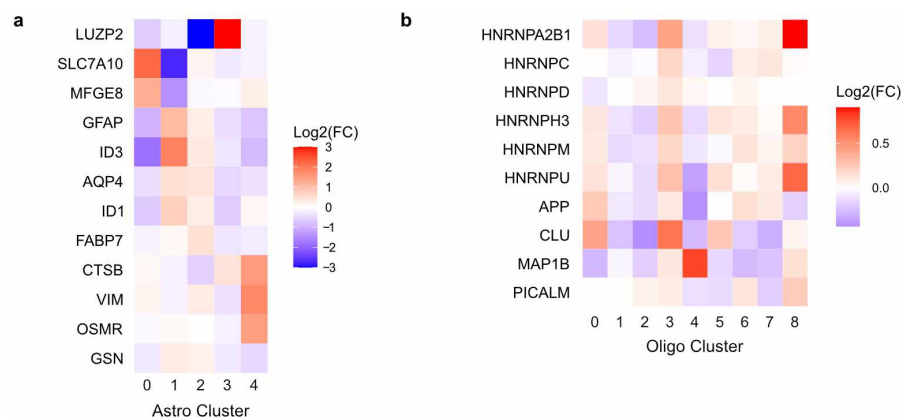 a
LUZP2
SLC7A10
MFGE8
GFAP
ID3
AQP4
ID1
FABP7
CTSB
VIM
OSMR
GSN
0 1 2 3 4
Astro Cluster
Log2(FC)
3
2
1
0
−1
−2
−3
b
HNRNPA2B1
HNRNPC
HNRNPD
HNRNPH3
HNRNPM
HNRNPU
APP
CLU
MAP1B
PICALM
0 1 2 3 4 5 6 7 8
Oligo Cluster
Log2(FC)
0.5
0.0